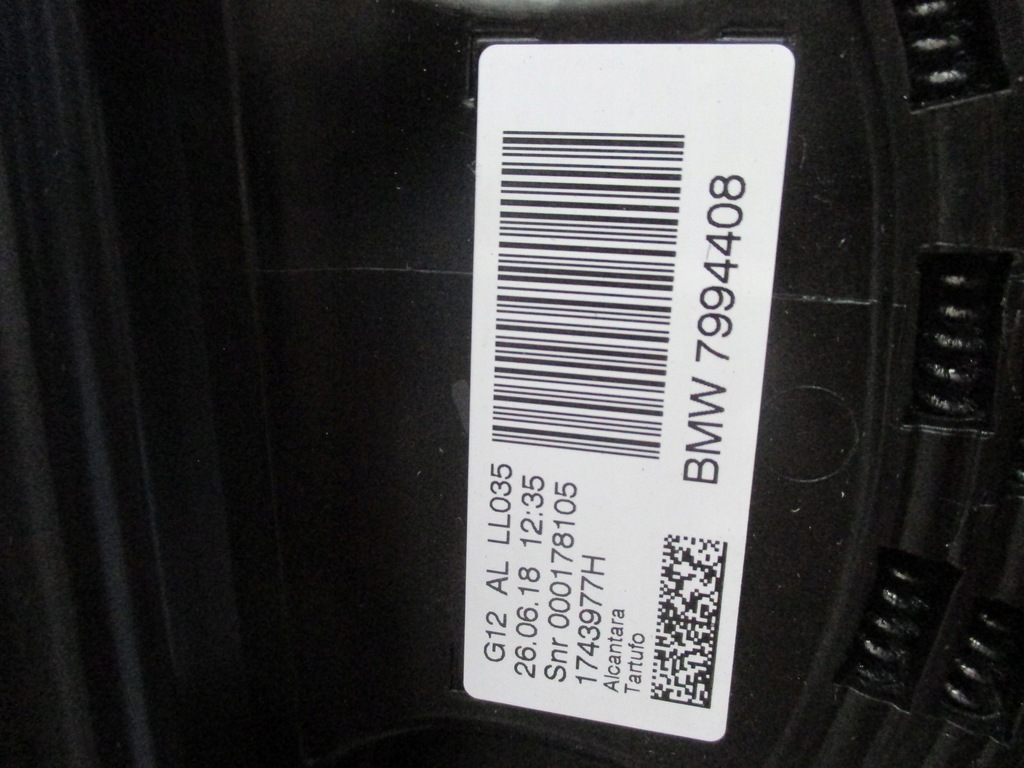 G12 AL LL035
26.06.18 12:35
Snr 000178105
1743977H
Alcantara
Tartufo
BMW 7994408